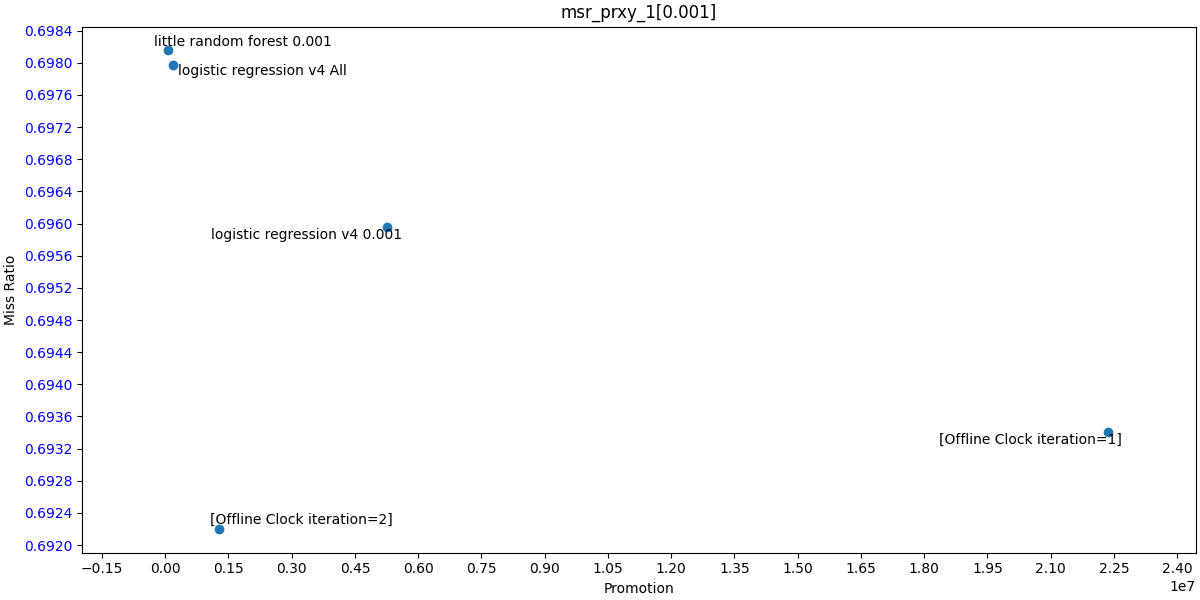 msr_prxy_1[0.001]
0.6984
0.6980
0.6976
0.6972
0.6968
0.6964
0.6960
0.6956
0.6952
0.6948
0.6944
0.6940
0.6936
0.6932
0.6928
0.6924
0.6920
Miss Ratio
little random forest 0.001
logistic regression v4 All
logistic regression v4 0.001
[Offline Clock iteration=1]
[Offline Clock iteration=2]
−0.15 0.00 0.15 0.30 0.45 0.60 0.75 0.90 1.05 1.20 1.35 1.50 1.65 1.80 1.95 2.10 2.25 2.40
1e7
Promotion